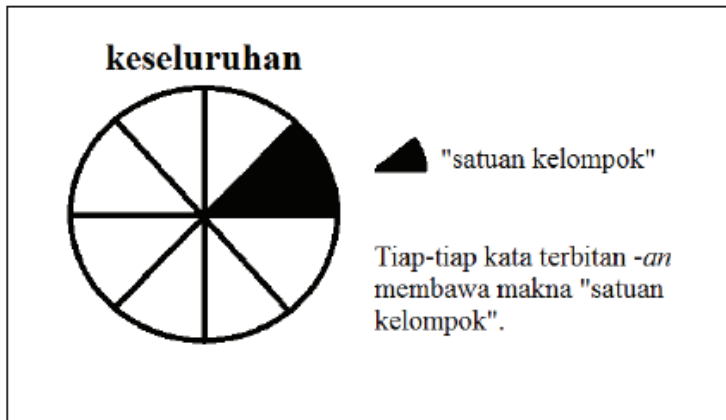 keseluruhan
"satuan kelompok"
Tiap-tiap kata terbitan -an
membawa makna "satuan
kelompok".